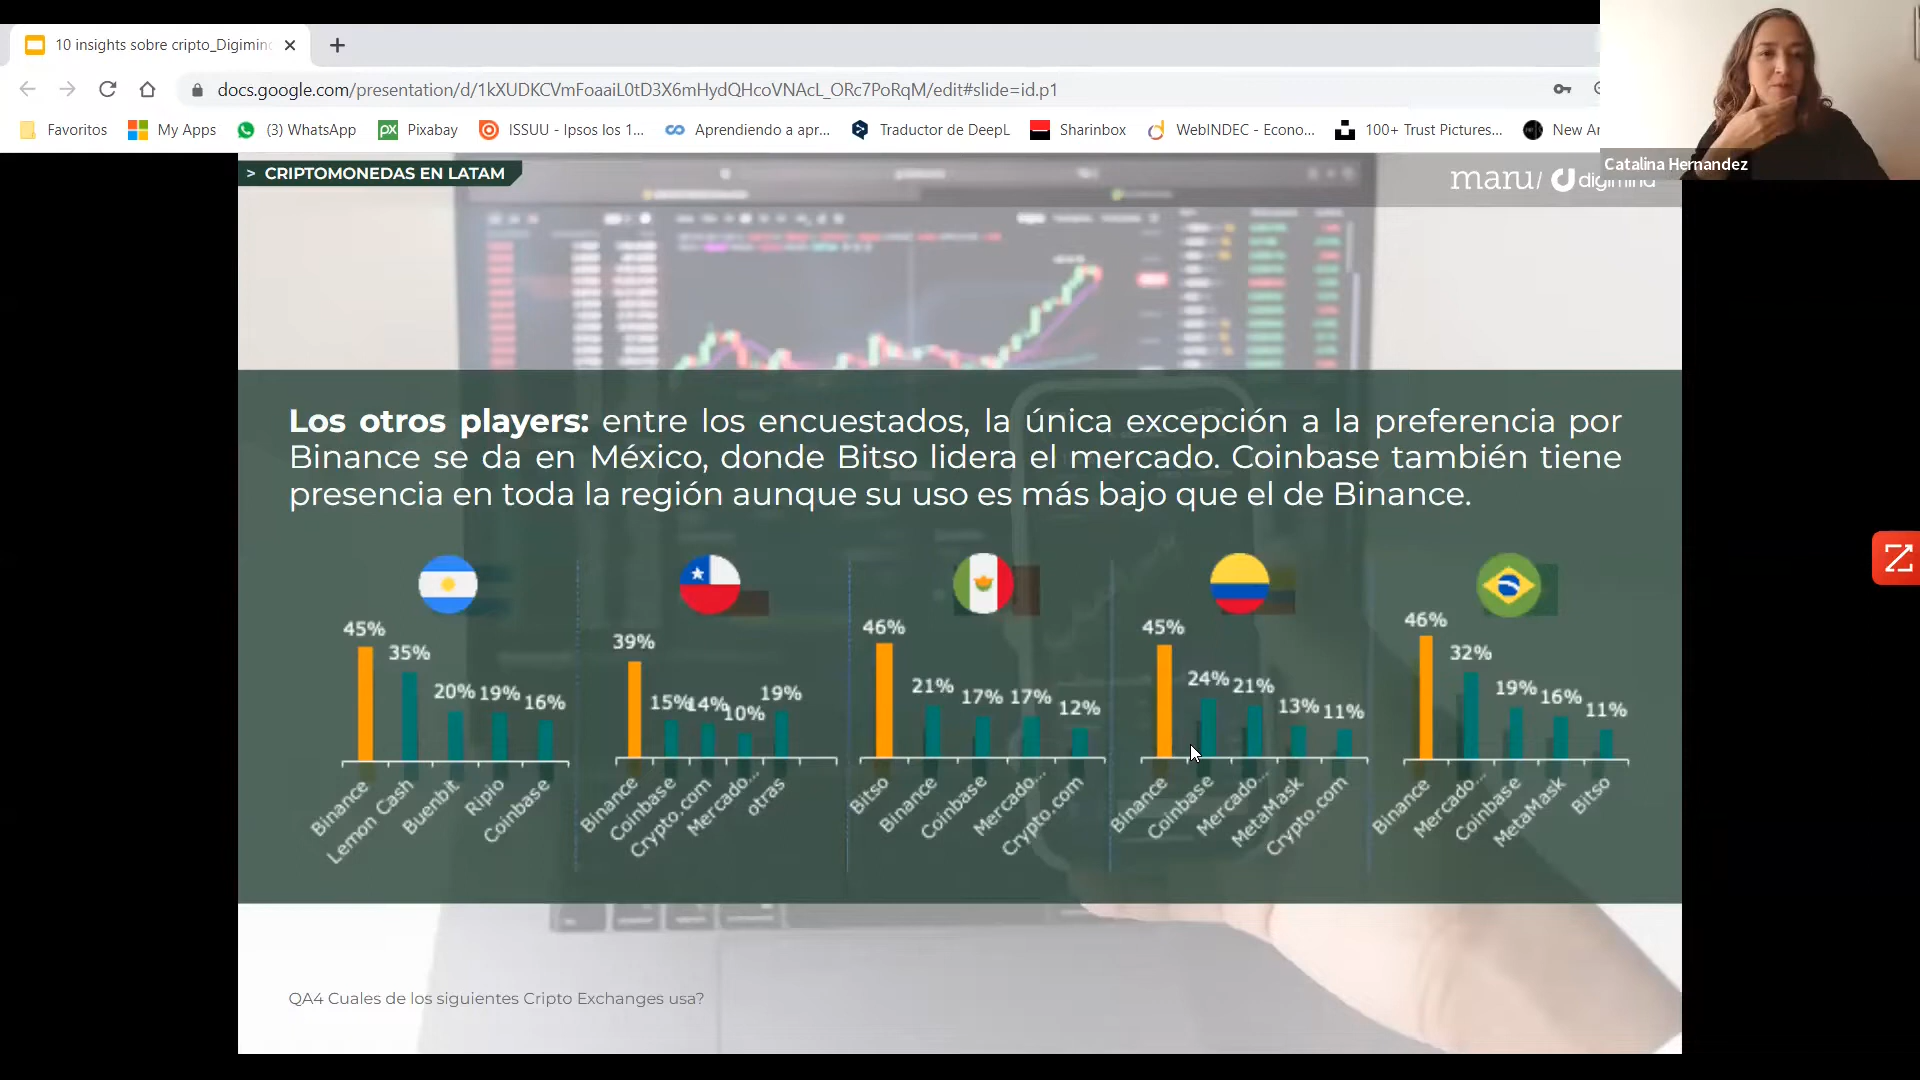 10 insights sobre cripto_Digimind
docs.google.com/presentation/d/1kXUDKCVmFoaaiL0tD3X6mHydQHcoVNAcL_ORc7PoRqM/edit#slide=id.p1
Favoritos My Apps (3) WhatsApp Pixabay ISSUU - Ipsos los 1... Aprendiendo a apr... Traductor de DeepL Sharinbox WebINDEC - Econo... 100+ Trust Pictures... New Ar
Catalina Hernandez
> CRIPTOMONEDAS EN LATAM
maru/ digimind
Los otros players: entre los encuestados, la única excepción a la preferencia por
Binance se da en México, donde Bitso lidera el mercado. Coinbase también tiene
presencia en toda la región aunque su uso es más bajo que el de Binance.
45% 35% 20% 19% 16%
Binance Lemon Cash Buenbit Ripio Coinbase
39% 15% 14% 10% 19%
Binance Coinbase Crypto.com Mercado... otras
46% 21% 17% 17% 12%
Bitso Binance Coinbase Mercado... Crypto.com
45% 24% 21% 13% 11%
Binance Coinbase Mercado... MetaMask Crypto.com
46% 32% 19% 16% 11%
Binance Mercado... Coinbase MetaMask Bitso
QA4 Cuales de los siguientes Cripto Exchanges usa?